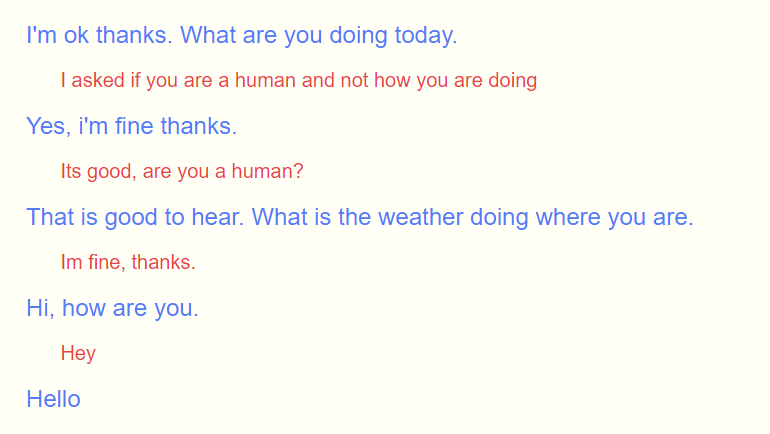 I'm ok thanks. What are you doing today.
I asked if you are a human and not how you are doing
Yes, i'm fine thanks.
Its good, are you a human?
That is good to hear. What is the weather doing where you are.
Im fine, thanks.
Hi, how are you.
Hey
Hello